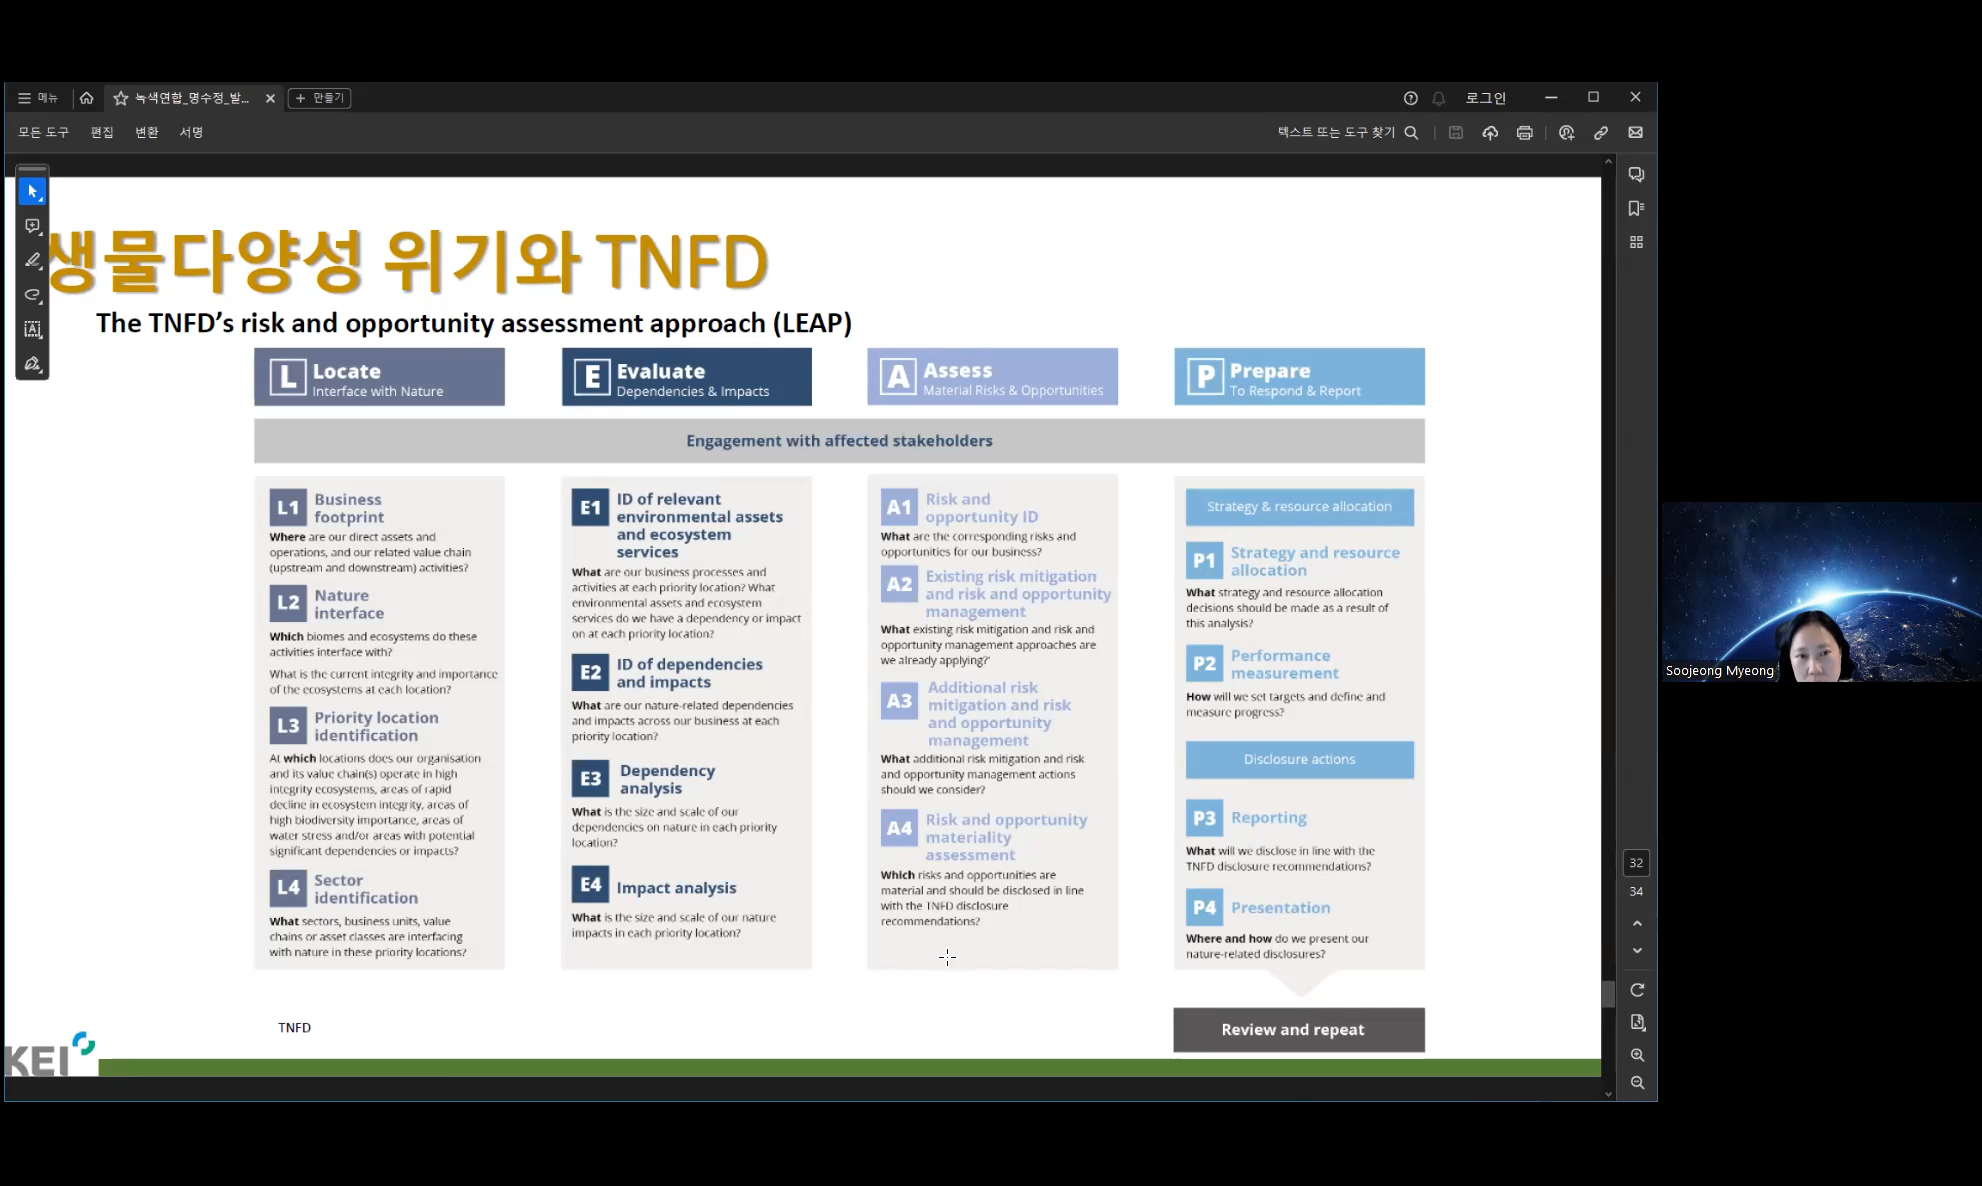 메뉴
녹색연합_명수정_발...
만들기
로그인
모든 도구 편집 변환 서명
텍스트 또는 도구 찾기
생물다양성 위기와 TNFD
The TNFD's risk and opportunity assessment approach (LEAP)
L Locate
Interface with Nature
E Evaluate
Dependencies & Impacts
A Assess
Material Risks & Opportunities
P Prepare
To Respond & Report
Engagement with affected stakeholders
L1 Business
footprint
Where are our direct assets and
operations, and our related value chain
(upstream and downstream) activities?
L2 Nature
interface
Which biomes and ecosystems do these
activities interface with?
What is the current integrity and importance
of the ecosystems at each location?
L3 Priority location
identification
At which locations does our organisation
and its value chain(s) operate in high
integrity ecosystems, areas of rapid
decline in ecosystem integrity, areas of
high biodiversity importance, areas of
water stress and/or areas with potential
significant dependencies or impacts?
L4 Sector
identification
What sectors, business units, value
chains or asset classes are interfacing
with nature in these priority locations?
E1 ID of relevant
environmental assets
and ecosystem
services
What are our business processes and
activities at each priority location? What
environmental assets and ecosystem
services do we have a dependency or impact
on at each priority location?
E2 ID of dependencies
and impacts
What are our nature-related dependencies
and impacts across our business at each
priority location?
E3 Dependency
analysis
What is the size and scale of our
dependencies on nature in each priority
location?
E4 Impact analysis
What is the size and scale of our nature
impacts in each priority location?
A1 Risk and
opportunity ID
What are the corresponding risks and
opportunities for our business?
A2 Existing risk mitigation
and risk and opportunity
management
What existing risk mitigation and risk and
opportunity management approaches are
we already applying?'
A3 Additional risk
mitigation and risk
and opportunity
management
What additional risk mitigation and risk
and opportunity management actions
should we consider?
A4 Risk and opportunity
materiality
assessment
Which risks and opportunities are
material and should be disclosed in line
with the TNFD disclosure
recommendations?
Strategy & resource allocation
P1 Strategy and resource
allocation
What strategy and resource allocation
decisions should be made as a result of
this analysis?
P2 Performance
measurement
How will we set targets and define and
measure progress?
Disclosure actions
P3 Reporting
What will we disclose in line with the
TNFD disclosure recommendations?
P4 Presentation
Where and how do we present our
nature-related disclosures?
Review and repeat
TNFD
KEI
32
34
Soojeong Myeong